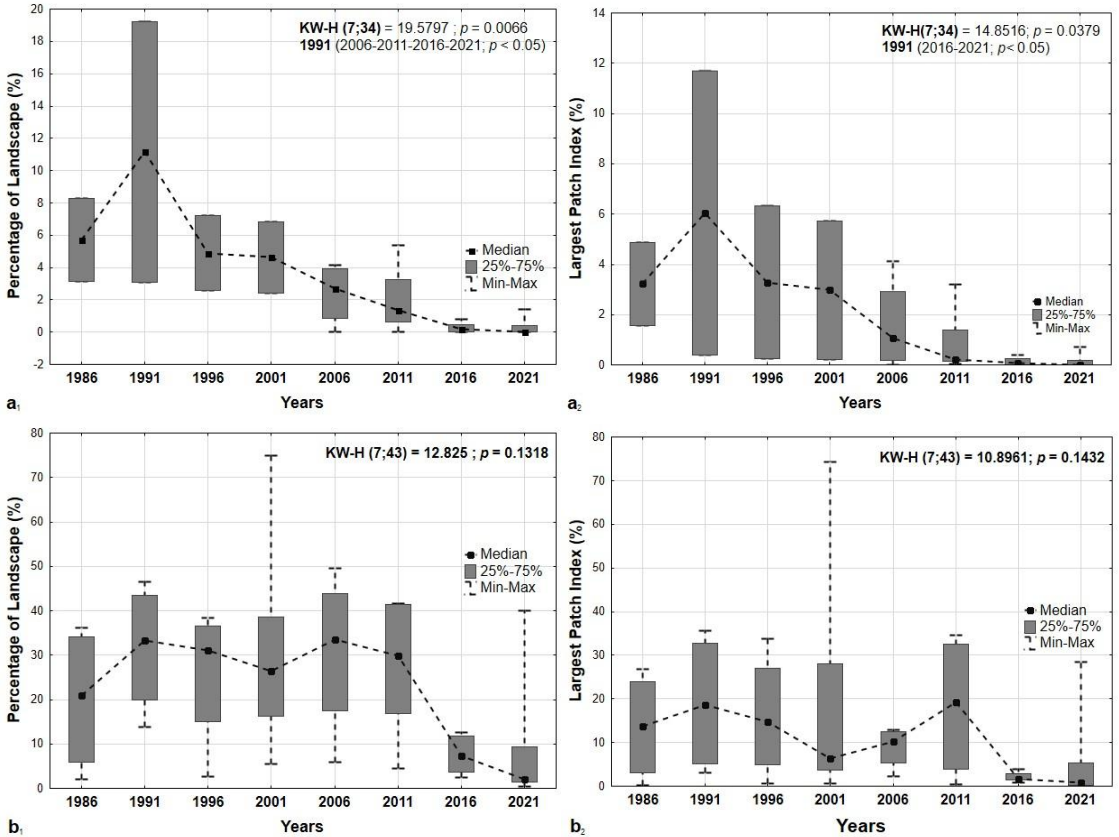 KW-H (7;34) = 19.5797 ; p = 0.0066
1991 (2006-2011-2016-2021; p < 0.05)
Percentage of Landscape (%)
20
18
16
14
12
10
8
6
4
2
0
-2
Median
25%-75%
Min-Max
1986 1991 1996 2001 2006 2011 2016 2021
Years
a1
KW-H(7;34) = 14.8516; p = 0.0379
1991 (2016-2021; p< 0.05)
Largest Patch Index (%)
14
12
10
8
6
4
2
0
Median
25%-75%
Min-Max
1986 1991 1996 2001 2006 2011 2016 2021
Years
a2
KW-H (7;43) = 12.825 ; p = 0.1318
Percentage of Landscape (%)
80
70
60
50
40
30
20
10
0
Median
25%-75%
Min-Max
1986 1991 1996 2001 2006 2011 2016 2021
Years
b1
KW-H (7;43) = 10.8961; p = 0.1432
Largest Patch Index (%)
80
70
60
50
40
30
20
10
0
Median
25%-75%
Min-Max
1986 1991 1996 2001 2006 2011 2016 2021
Years
b2